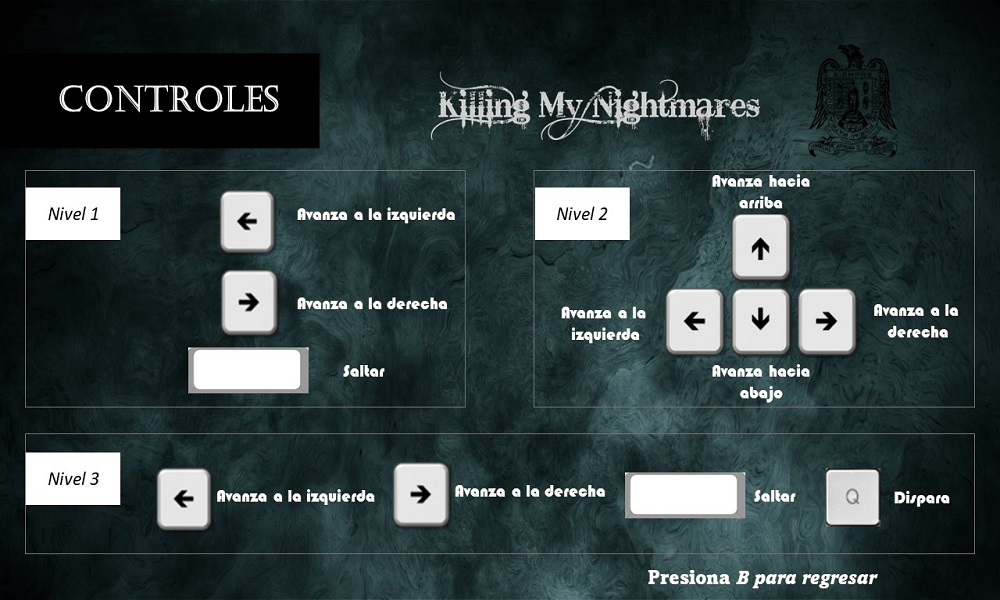 CONTROLES
Killing My Nightmares
SIEMPRE
Nivel 1
Avanza a la izquierda
Avanza a la derecha
Saltar
Nivel 2
Avanza hacia
arriba
Avanza a la
izquierda
Avanza a la
derecha
Avanza hacia
abajo
Nivel 3
Avanza a la izquierda
Avanza a la derecha
Saltar
Q
Dispara
Presiona B para regresar